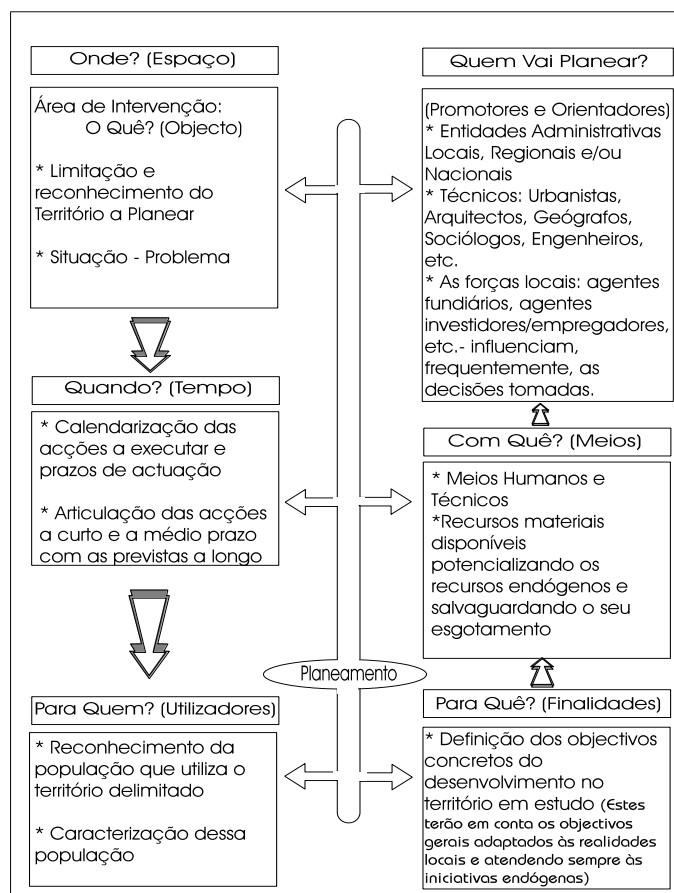 Onde? (Espaço)
Área de Intervenção:
O Quê? (Objecto)
* Limitação e
reconhecimento do
Território a Planear
* Situação - Problema
Quando? (Tempo)
* Calendarização das
acções a executar e
prazos de actuação
* Articulação das acções
a curto e a médio prazo
com as previstas a longo
Para Quem? (Utilizadores)
* Reconhecimento da
população que utiliza o
território delimitado
* Caracterização dessa
população
Planeamento
Quem Vai Planear?
(Promotores e Orientadores)
* Entidades Administrativas
Locais, Regionais e/ou
Nacionais
* Técnicos: Urbanistas,
Arquitectos, Geógrafos,
Sociólogos, Engenheiros,
etc.
* As forças locais: agentes
fundiários, agentes
investidores/empregadores,
etc.- influenciam,
frequentemente, as
decisões tomadas.
Com Quê? (Meios)
* Meios Humanos e
Técnicos
*Recursos materiais
disponíveis
potencializando os
recursos endógenos e
salvaguardando o seu
esgotamento
Para Quê? (Finalidades)
* Definição dos objectivos
concretos do
desenvolvimento no
território em estudo (Estes
terão em conta os objectivos
gerais adaptados às realidades
locais e atendendo sempre às
iniciativas endógenas)